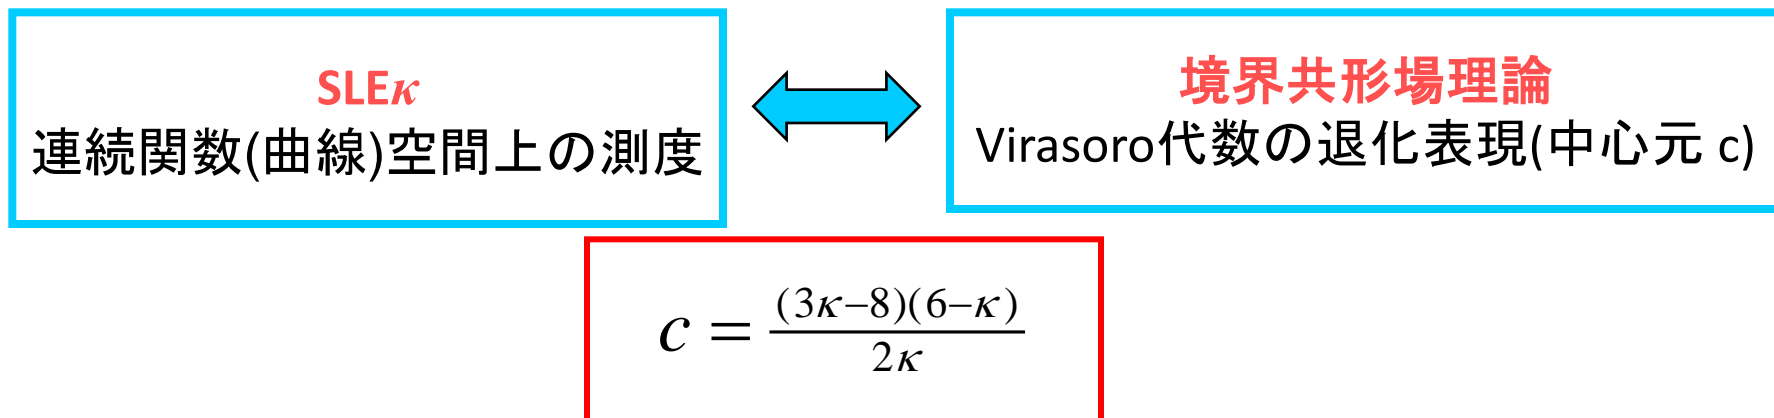 SLEκ
連続関数(曲線)空間上の測度
境界共形場理論
Virasoro代数の退化表現(中心元 c)
c = (3κ−8)(6−κ) / 2κ